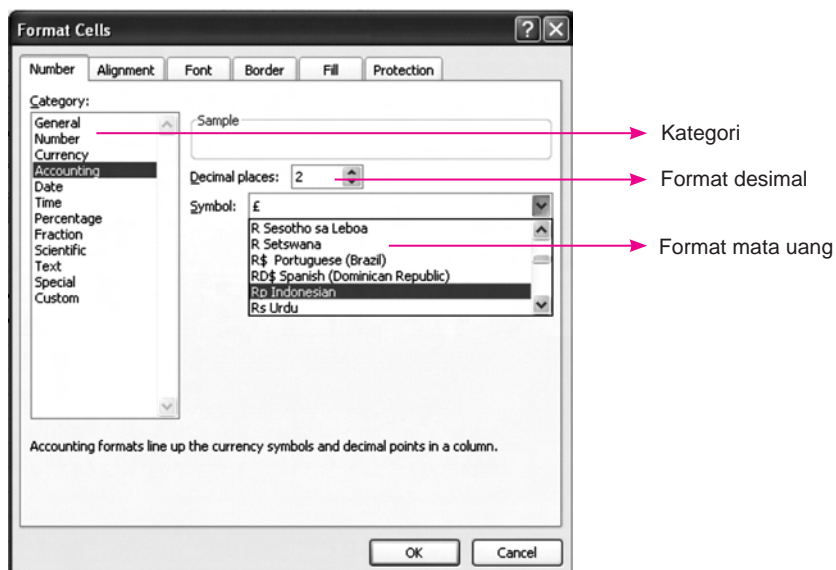 Format Cells
Number Alignment Font Border Fill Protection
Category:
General
Number
Currency
Accounting
Date
Time
Percentage
Fraction
Scientific
Text
Special
Custom
Sample
Decimal places: 2
Symbol: £
R Sesotho sa Leboa
R Setswana
R$ Portuguese (Brazil)
RD$ Spanish (Dominican Republic)
Rp Indonesian
Rs Urdu
Accounting formats line up the currency symbols and decimal points in a column.
OK Cancel
Kategori
Format desimal
Format mata uang